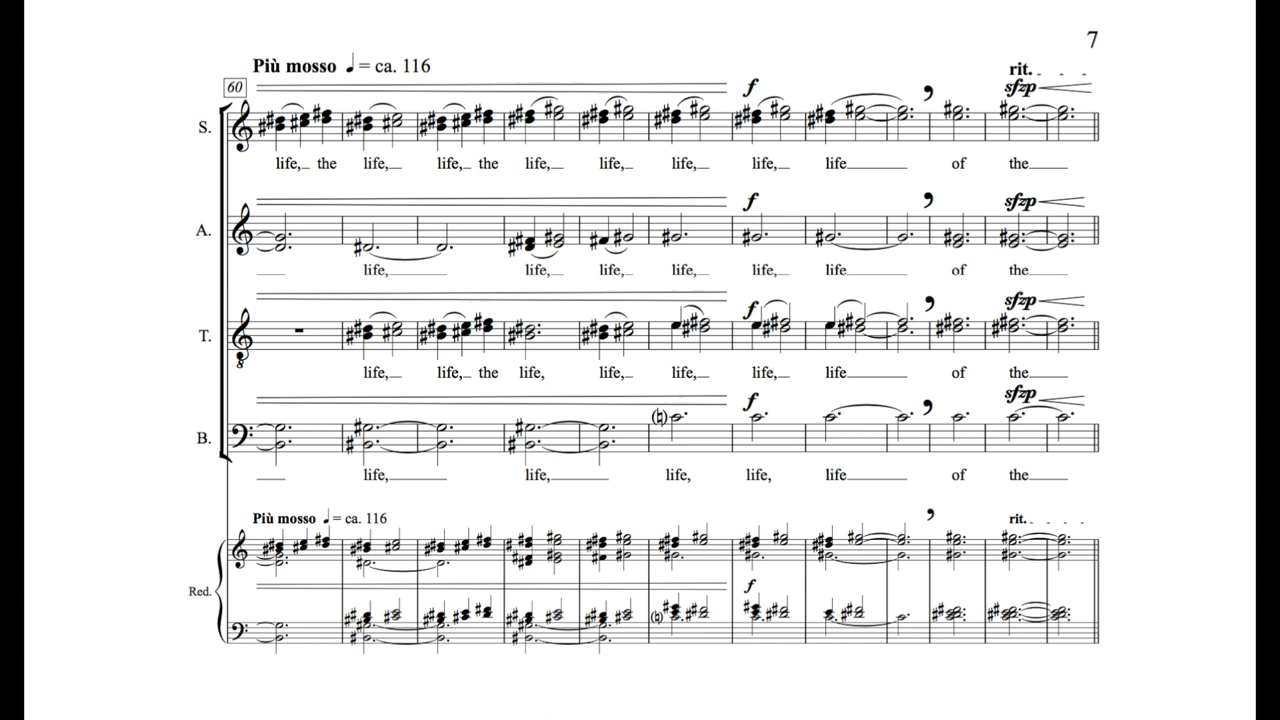 7
Più mosso ♩ = ca. 116
rit.
60
f
sfzp
S.
life, the life, life, the life, life, life, life, life of the
f
sfzp
A.
life, life, life, life, life, life of the
f
sfzp
T.
life, life, the life, life, life, life, life of the
f
sfzp
B.
life, life, life, life, life of the
Più mosso ♩ = ca. 116
rit.
f
Red.